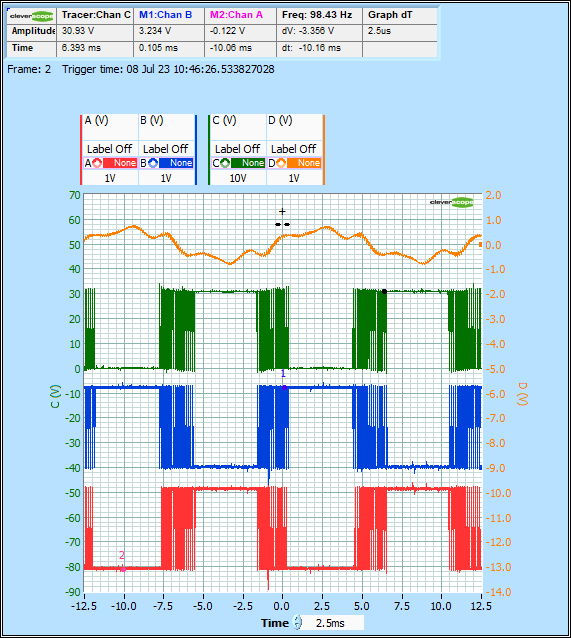 cleverscope Tracer:Chan C M1:Chan B M2:Chan A Freq: 98.43 Hz Graph dT
Amplitude 30.93 V 3.234 V -0.122 V dV: -3.356 V 2.5us
Time 6.393 ms 0.105 ms -10.06 ms dt: -10.16 ms
Frame: 2 Trigger time: 08 Jul 23 10:46:26.533827028
A (V) B (V) C (V) D (V)
Label Off Label Off Label Off Label Off
A None B None C None D None
1V 1V 10V 1V
cleverscope
70 2.0
60 1.0
50 0.0
40 -1.0
30 -2.0
20 -3.0
10 -4.0
0 -5.0
1
-10 -6.0
C (V) D (V)
-20 -7.0
-30 -8.0
-40 -9.0
-50 -10.0
-60 -11.0
-70 -12.0
2
-80 -13.0
-90 -14.0
-12.5 -10.0 -7.5 -5.0 -2.5 0.0 2.5 5.0 7.5 10.0 12.5
Time 2.5ms